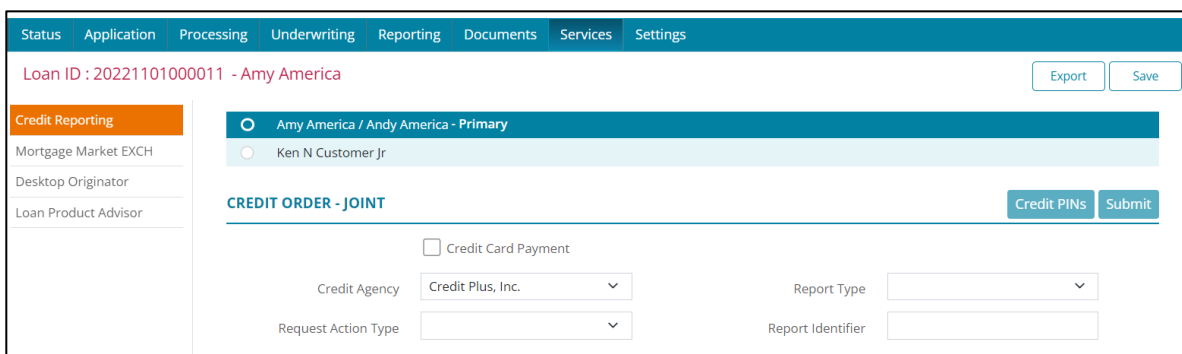 Status Application Processing Underwriting Reporting Documents Services Settings
Loan ID : 20221101000011 - Amy America Export Save
Credit Reporting
Mortgage Market EXCH
Desktop Originator
Loan Product Advisor
Amy America / Andy America - Primary
Ken N Customer Jr
CREDIT ORDER - JOINT Credit PINs Submit
Credit Card Payment
Credit Agency Credit Plus, Inc. Report Type
Request Action Type Report Identifier